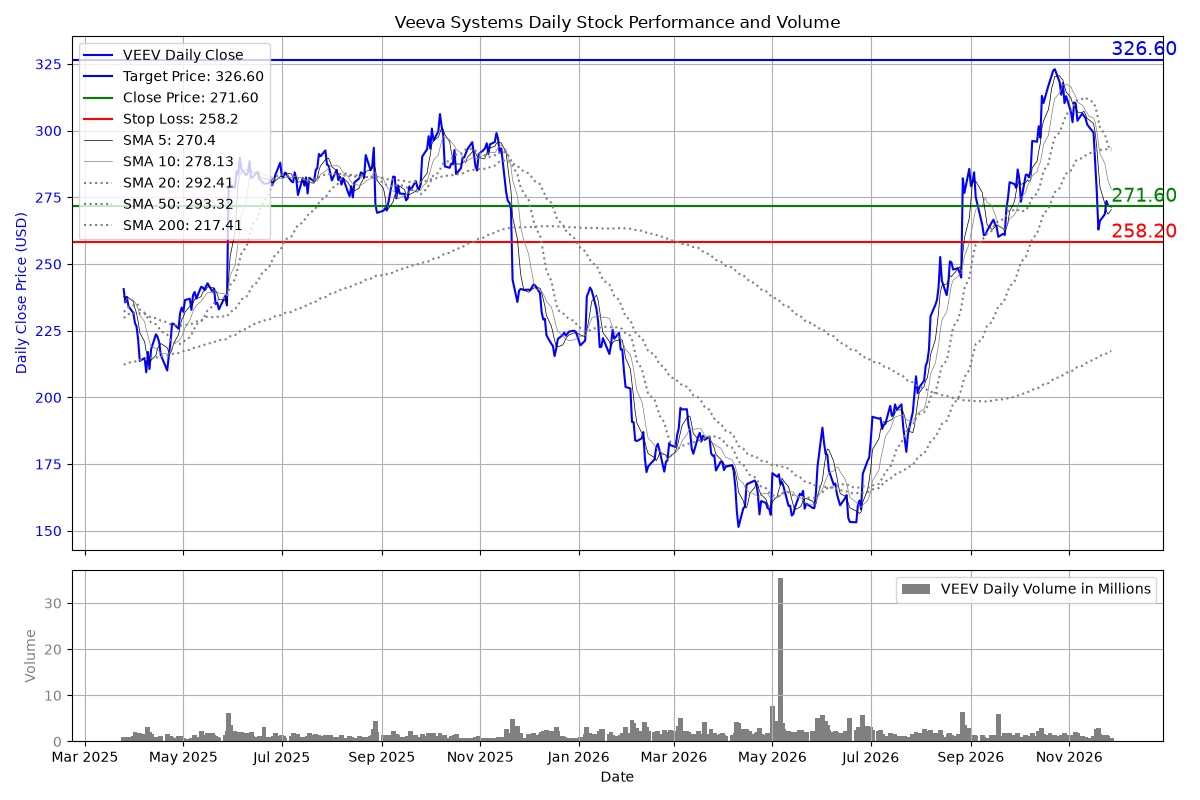 Veeva Systems Daily Stock Performance and Volume
VEEV Daily Close
Target Price: 326.60
Close Price: 271.60
Stop Loss: 258.2
SMA 5: 270.4
SMA 10: 278.13
SMA 20: 292.41
SMA 50: 293.32
SMA 200: 217.41
326.60
271.60
258.20
Daily Close Price (USD)
325
300
275
250
225
200
175
150
VEEV Daily Volume in Millions
Volume
30
20
10
0
Mar 2025 May 2025 Jul 2025 Sep 2025 Nov 2025 Jan 2026 Mar 2026 May 2026 Jul 2026 Sep 2026 Nov 2026
Date